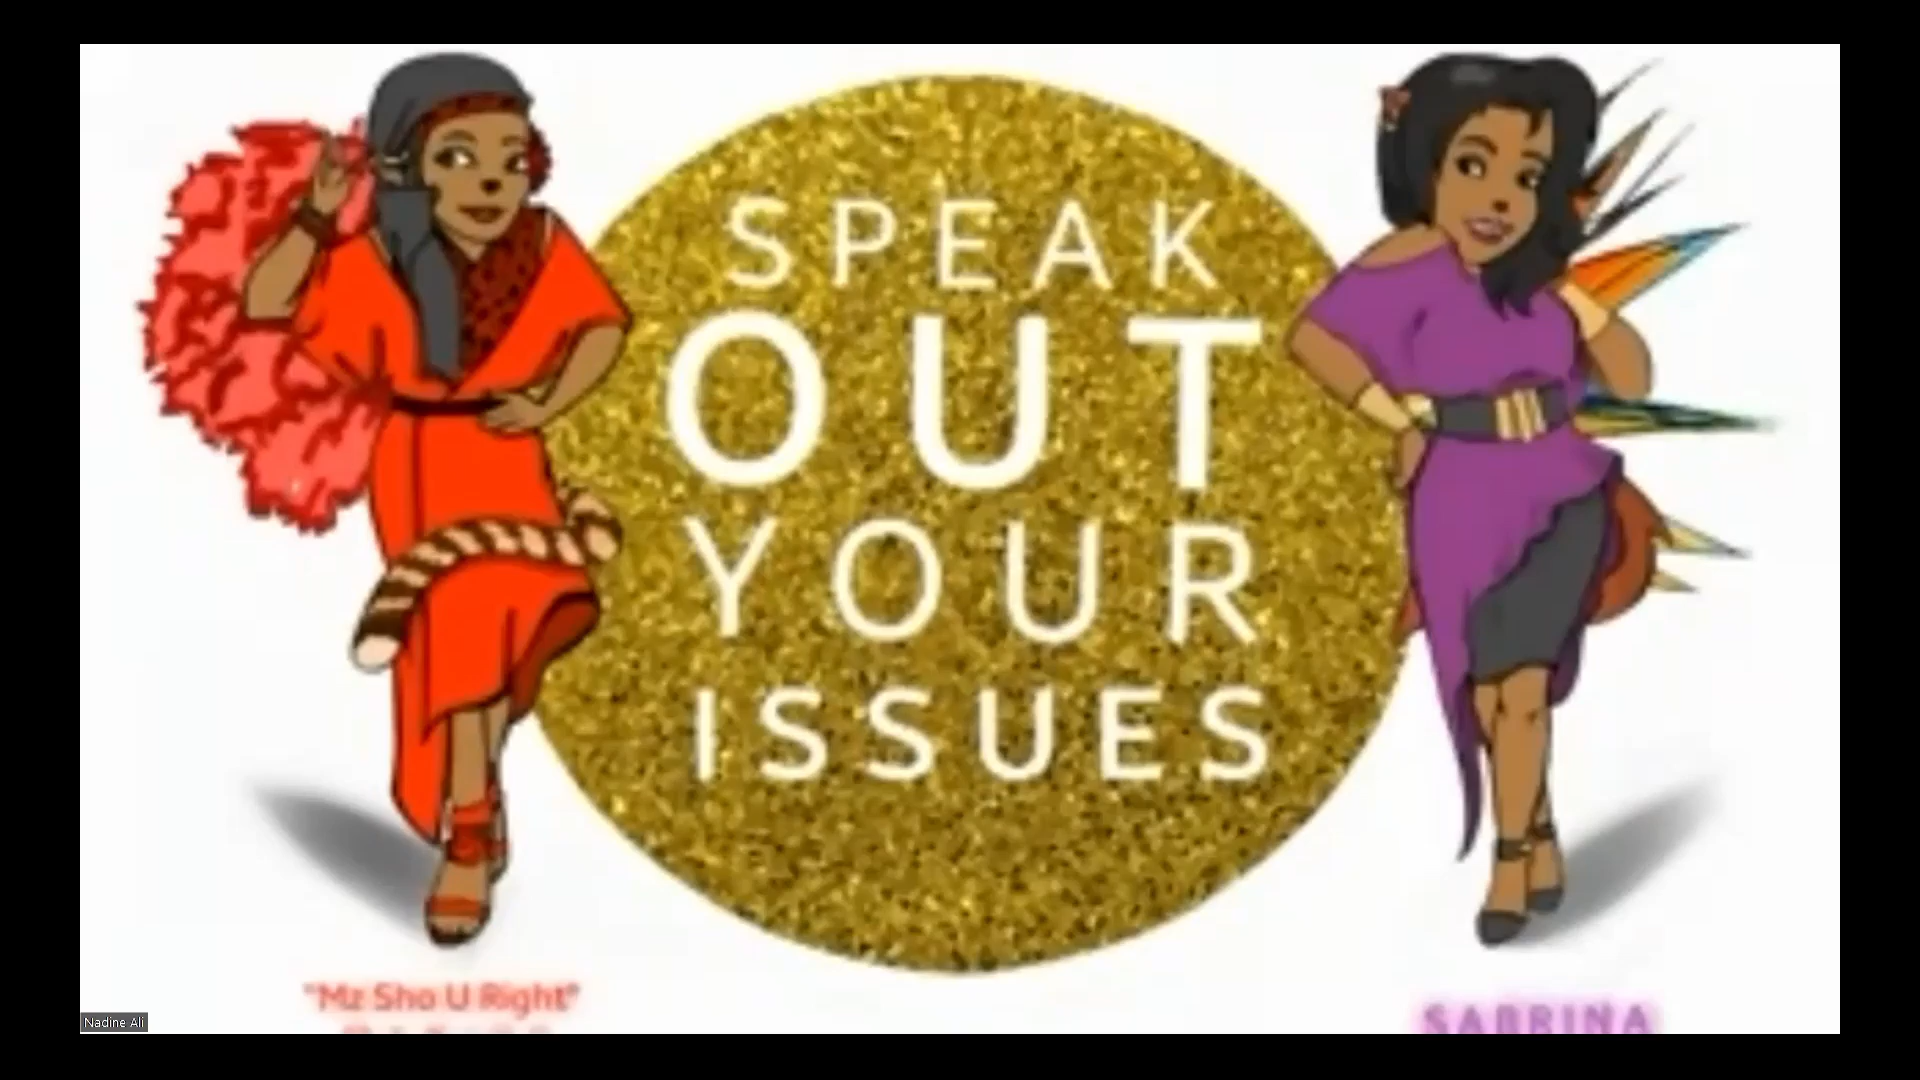 SPEAK
OUT
YOUR
ISSUES
"Mz Sho U Right"
SABRINA
Nadine Ali